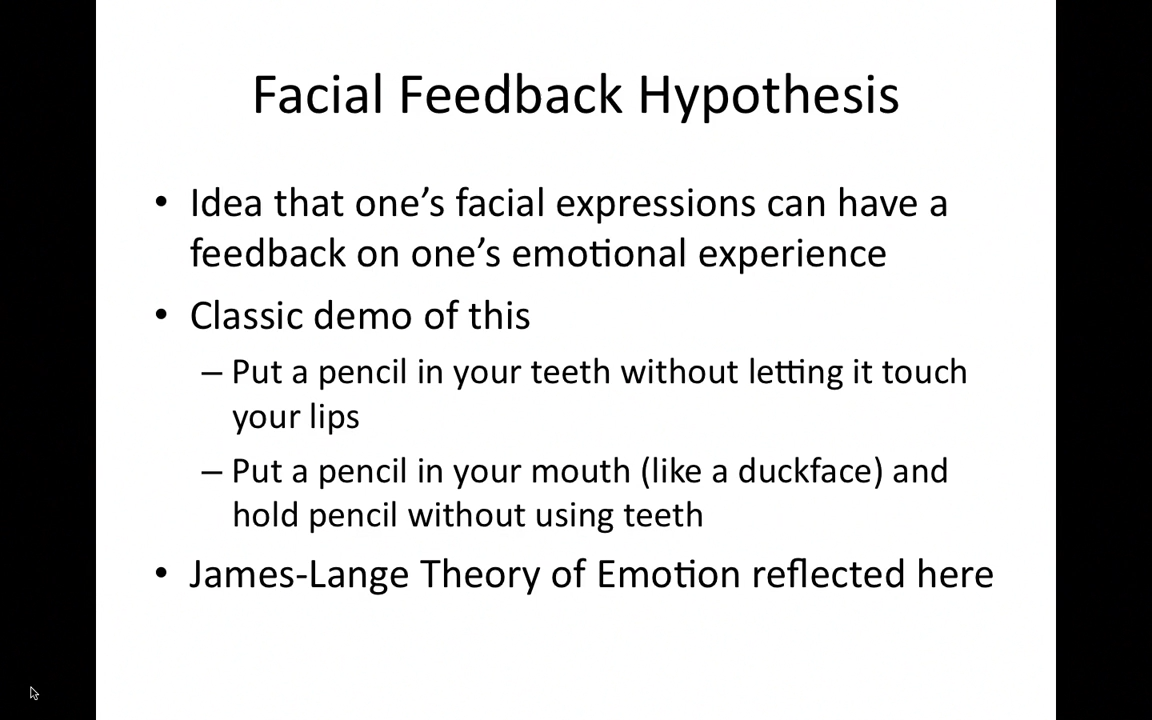 Facial Feedback Hypothesis
• Idea that one’s facial expressions can have a
feedback on one’s emotional experience
• Classic demo of this
– Put a pencil in your teeth without letting it touch
your lips
– Put a pencil in your mouth (like a duckface) and
hold pencil without using teeth
• James-Lange Theory of Emotion reflected here